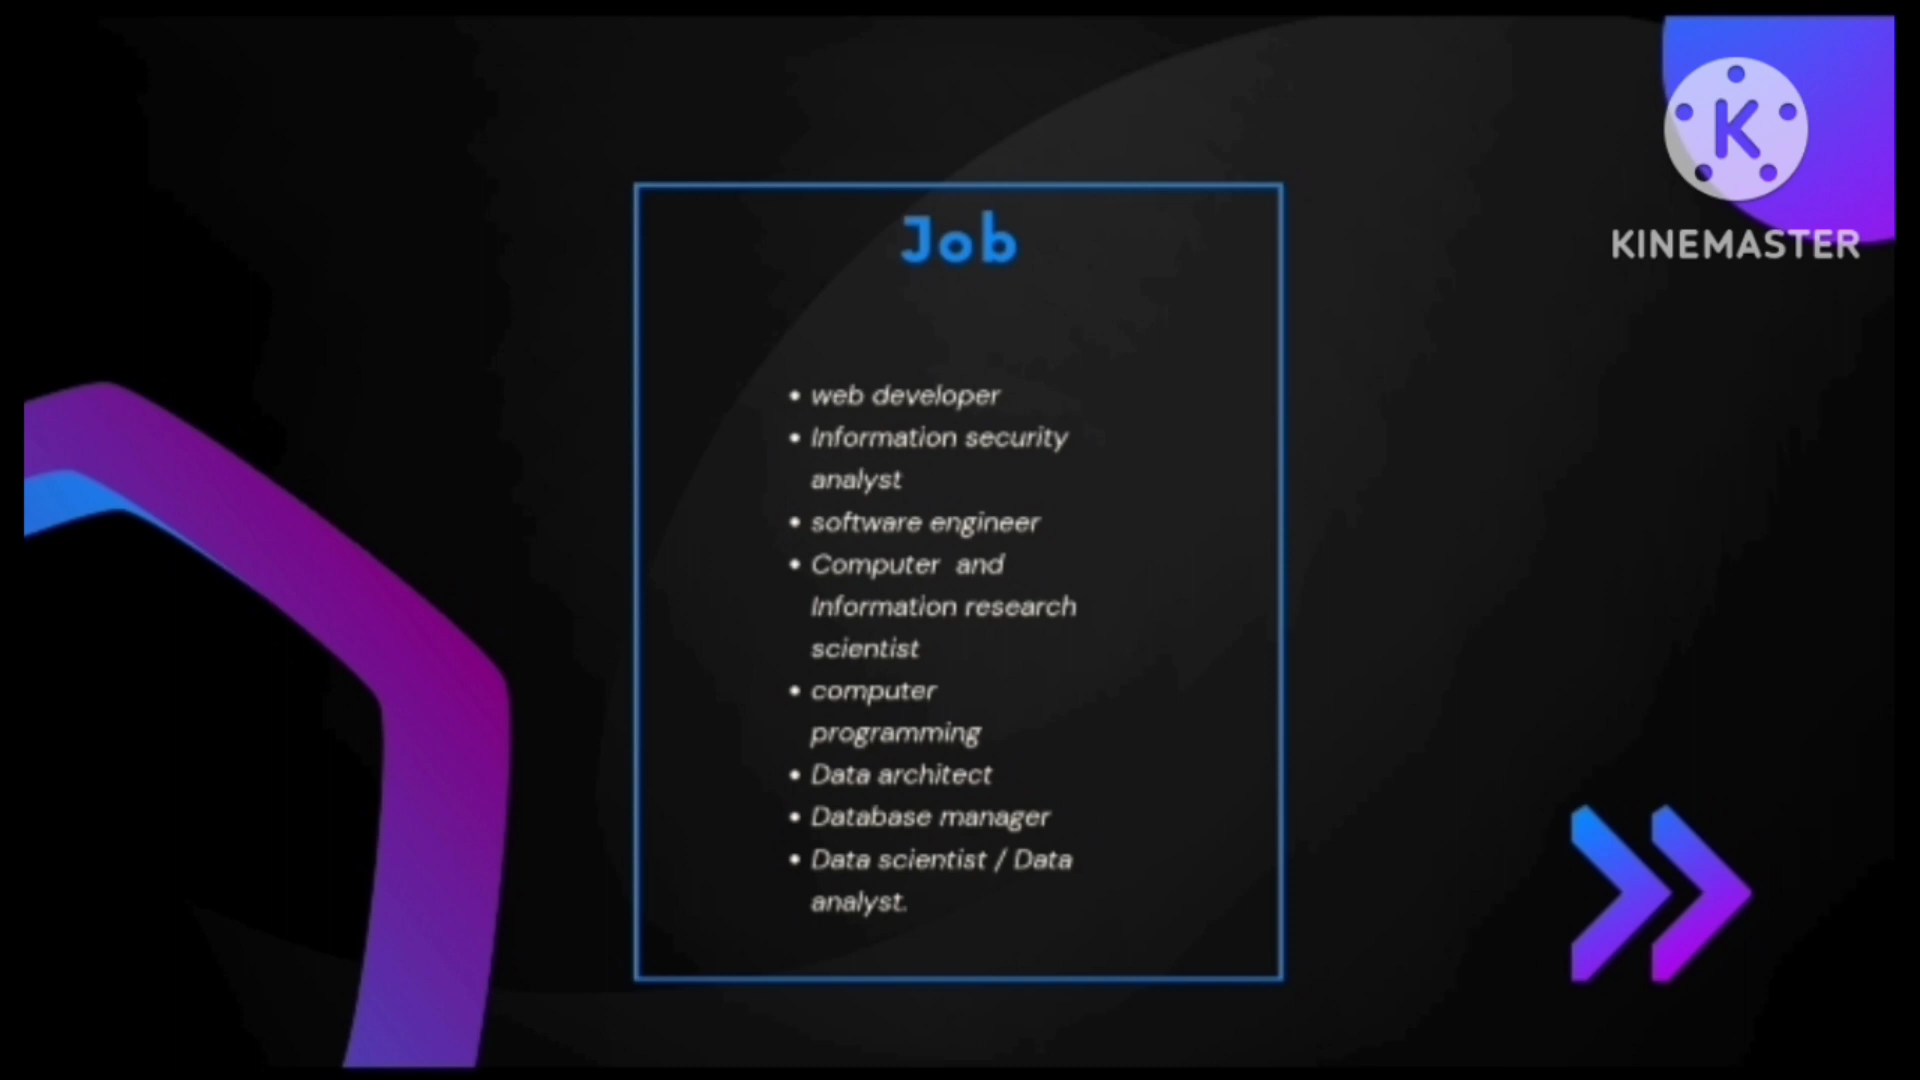 K
KINEMASTER
Job
• web developer
• Information security
analyst
• software engineer
• Computer and
Information research
scientist
• computer
programming
• Data architect
• Database manager
• Data scientist / Data
analyst.